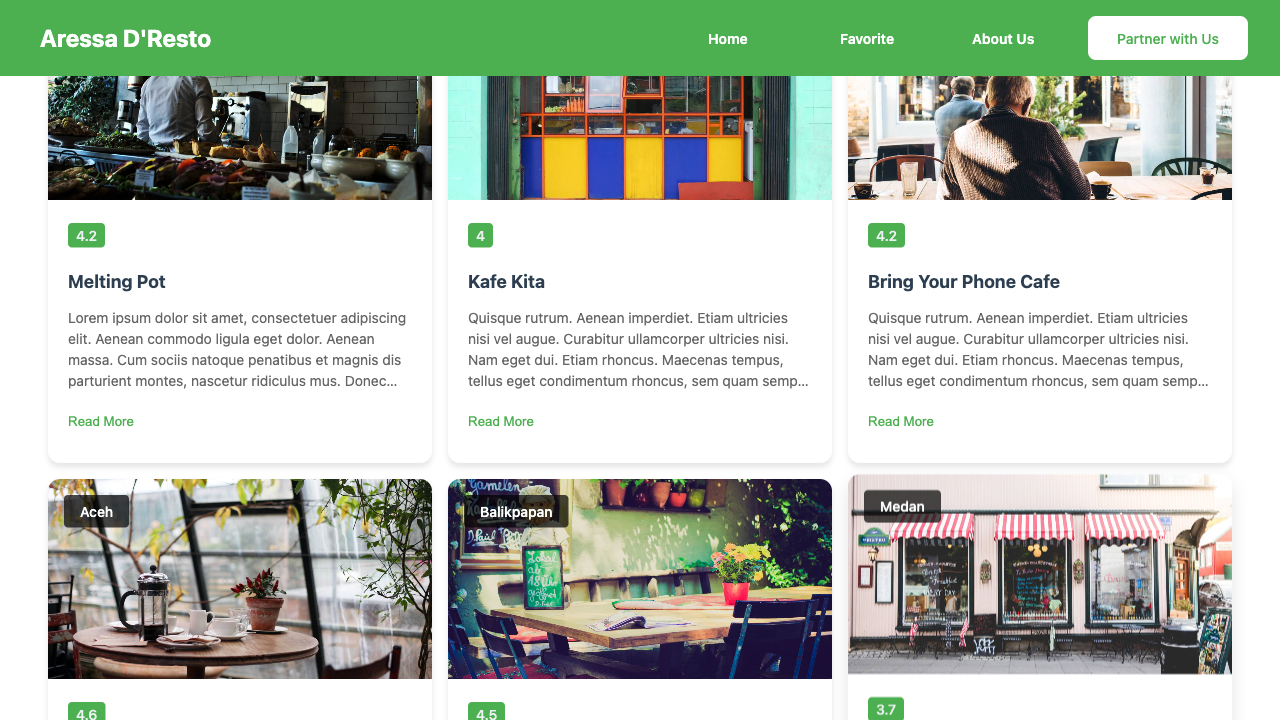 Aressa D'Resto
Home
Favorite
About Us
Partner with Us
4.2
Melting Pot
Lorem ipsum dolor sit amet, consectetuer adipiscing
elit. Aenean commodo ligula eget dolor. Aenean
massa. Cum sociis natoque penatibus et magnis dis
parturient montes, nascetur ridiculus mus. Donec...
Read More
4
Kafe Kita
Quisque rutrum. Aenean imperdiet. Etiam ultricies
nisi vel augue. Curabitur ullamcorper ultricies nisi.
Nam eget dui. Etiam rhoncus. Maecenas tempus,
tellus eget condimentum rhoncus, sem quam semp...
Read More
4.2
Bring Your Phone Cafe
Quisque rutrum. Aenean imperdiet. Etiam ultricies
nisi vel augue. Curabitur ullamcorper ultricies nisi.
Nam eget dui. Etiam rhoncus. Maecenas tempus,
tellus eget condimentum rhoncus, sem quam semp...
Read More
Aceh
4.6
Balikpapan
4.5
Medan
3.7